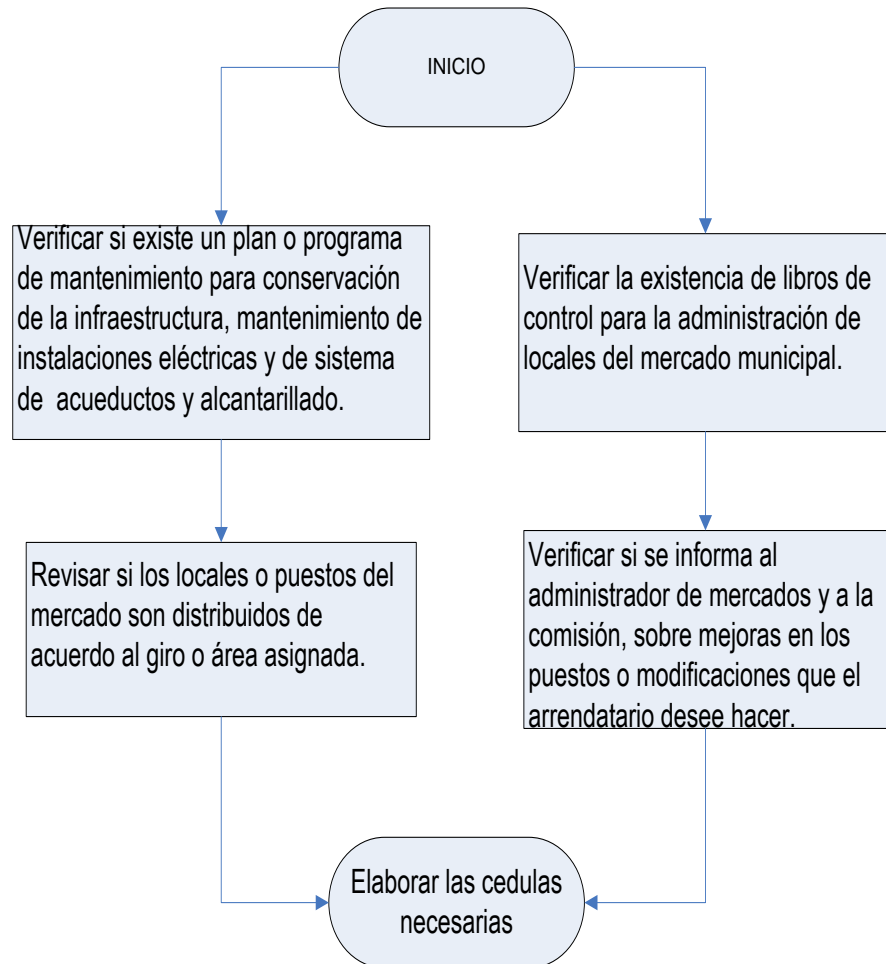 INICIO
Verificar si existe un plan o programa
de mantenimiento para conservación
de la infraestructura, mantenimiento de
instalaciones eléctricas y de sistema
de acueductos y alcantarillado.
Verificar la existencia de libros de
control para la administración de
locales del mercado municipal.
Revisar si los locales o puestos del
mercado son distribuidos de
acuerdo al giro o área asignada.
Verificar si se informa al
administrador de mercados y a la
comisión, sobre mejoras en los
puestos o modificaciones que el
arrendatario desee hacer.
Elaborar las cedulas
necesarias